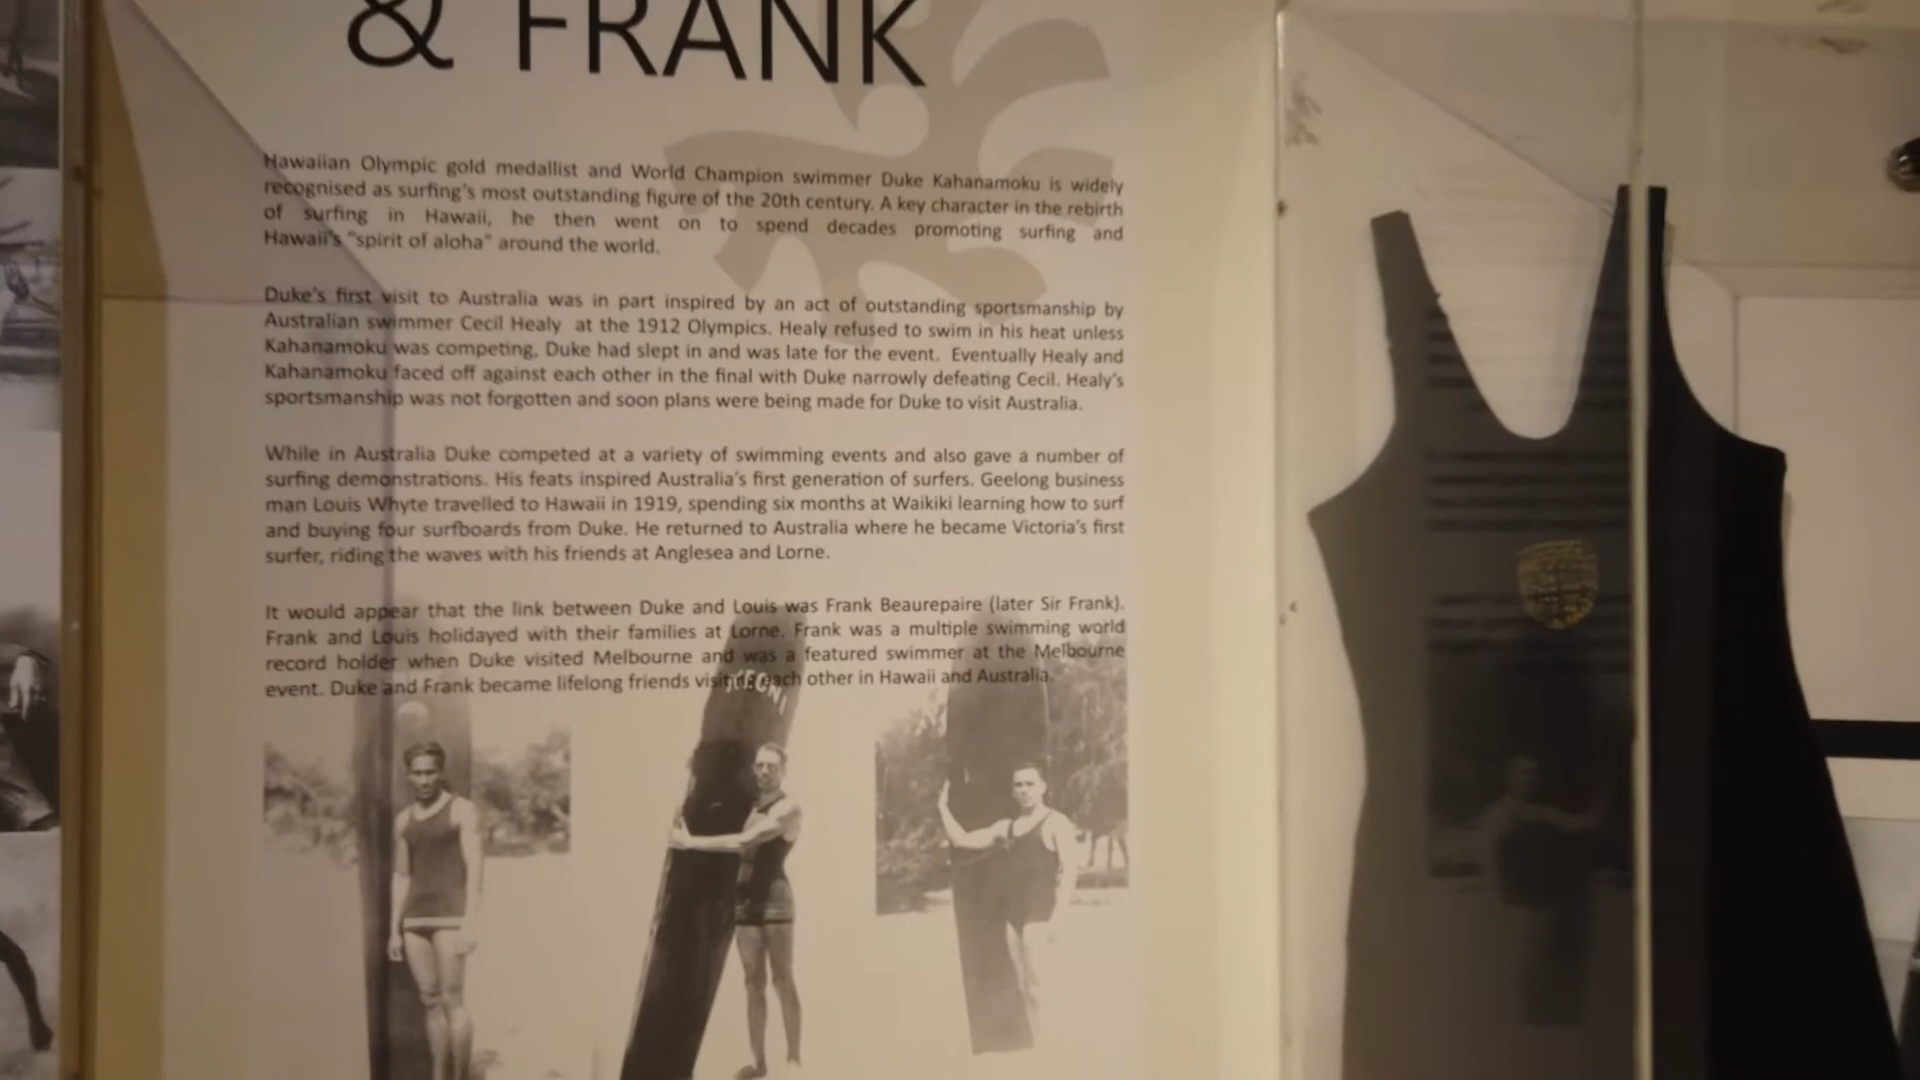 & FRANK
Hawaiian Olympic gold medallist and World Champion swimmer Duke Kahanamoku is widely
recognised as surfing's most outstanding figure of the 20th century. A key character in the rebirth
of surfing in Hawaii, he then went on to spend decades promoting surfing and
Hawaii's "spirit of aloha" around the world.
Duke's first visit to Australia was in part inspired by an act of outstanding sportsmanship by
Australian swimmer Cecil Healy at the 1912 Olympics. Healy refused to swim in his heat unless
Kahanamoku was competing, Duke had slept in and was late for the event. Eventually Healy and
Kahanamoku faced off against each other in the final with Duke narrowly defeating Cecil. Healy's
sportsmanship was not forgotten and soon plans were being made for Duke to visit Australia.
While in Australia Duke competed at a variety of swimming events and also gave a number of
surfing demonstrations. His feats inspired Australia's first generation of surfers. Geelong business
man Louis Whyte travelled to Hawaii in 1919, spending six months at Waikiki learning how to surf
and buying four surfboards from Duke. He returned to Australia where he became Victoria's first
surfer, riding the waves with his friends at Anglesea and Lorne.
It would appear that the link between Duke and Louis was Frank Beaurepaire (later Sir Frank).
Frank and Louis holidayed with their families at Lorne. Frank was a multiple swimming world
record holder when Duke visited Melbourne and was a featured swimmer at the Melbourne
event. Duke and Frank became lifelong friends visiting each other in Hawaii and Australia.